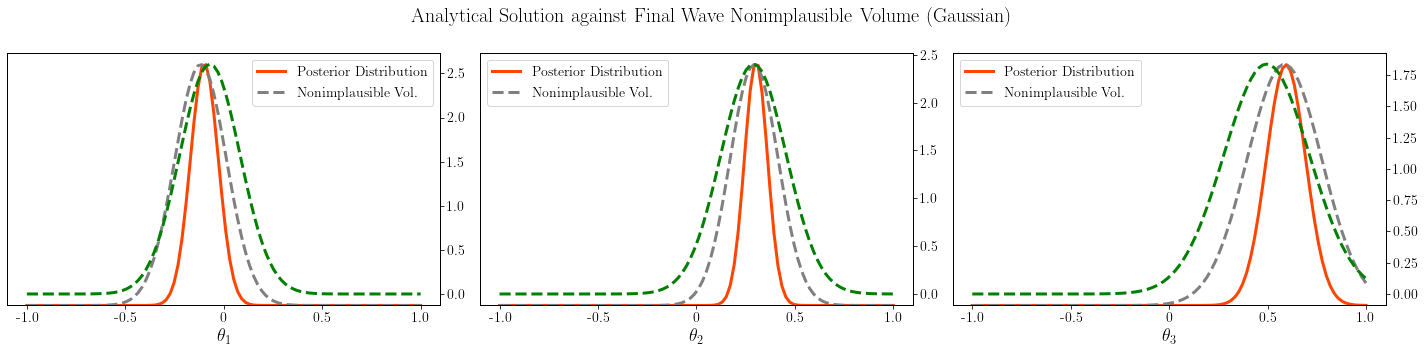 Analytical Solution against Final Wave Nonimplausible Volume (Gaussian)
Posterior Distribution
Nonimplausible Vol.
2.5
2.0
1.5
1.0
0.5
0.0
-1.0 -0.5 0 0.5 1.0
θ1
Posterior Distribution
Nonimplausible Vol.
2.5
2.0
1.5
1.0
0.5
0.0
-1.0 -0.5 0 0.5 1.0
θ2
Posterior Distribution
Nonimplausible Vol.
1.75
1.50
1.25
1.00
0.75
0.50
0.25
0.00
-1.0 -0.5 0 0.5 1.0
θ3